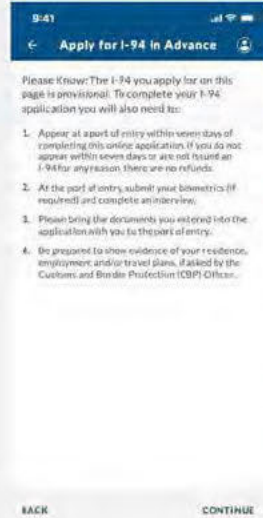 9:41
Apply for I-94 in Advance
Please Know: The I-94 you apply for on this
page is provisional. To complete your I-94
application you will also need to:
1. Appear at a port of entry within seven days of
completing this online application. If you do not
appear within seven days or are not issued an
I-94 for any reason there are no refunds.
2. At the port of entry, submit your biometrics (if
required) and complete an interview.
3. Please bring the documents you entered into the
application with you to the port of entry.
4. Be prepared to show evidence of your residence,
employment and/or travel plans, if asked by the
Customs and Border Protection (CBP) Officer.
BACK
CONTINUE